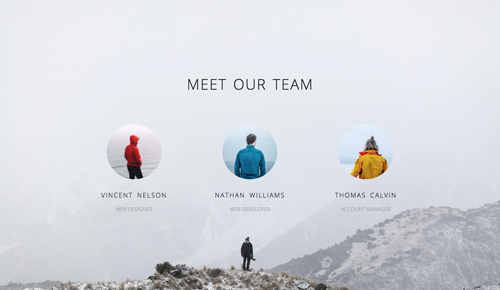 MEET OUR TEAM
VINCENT NELSON
NATHAN WILLIAMS
THOMAS CALVIN
WEB DESIGNER
WEB DEVELOPER
ACCOUNT MANAGER